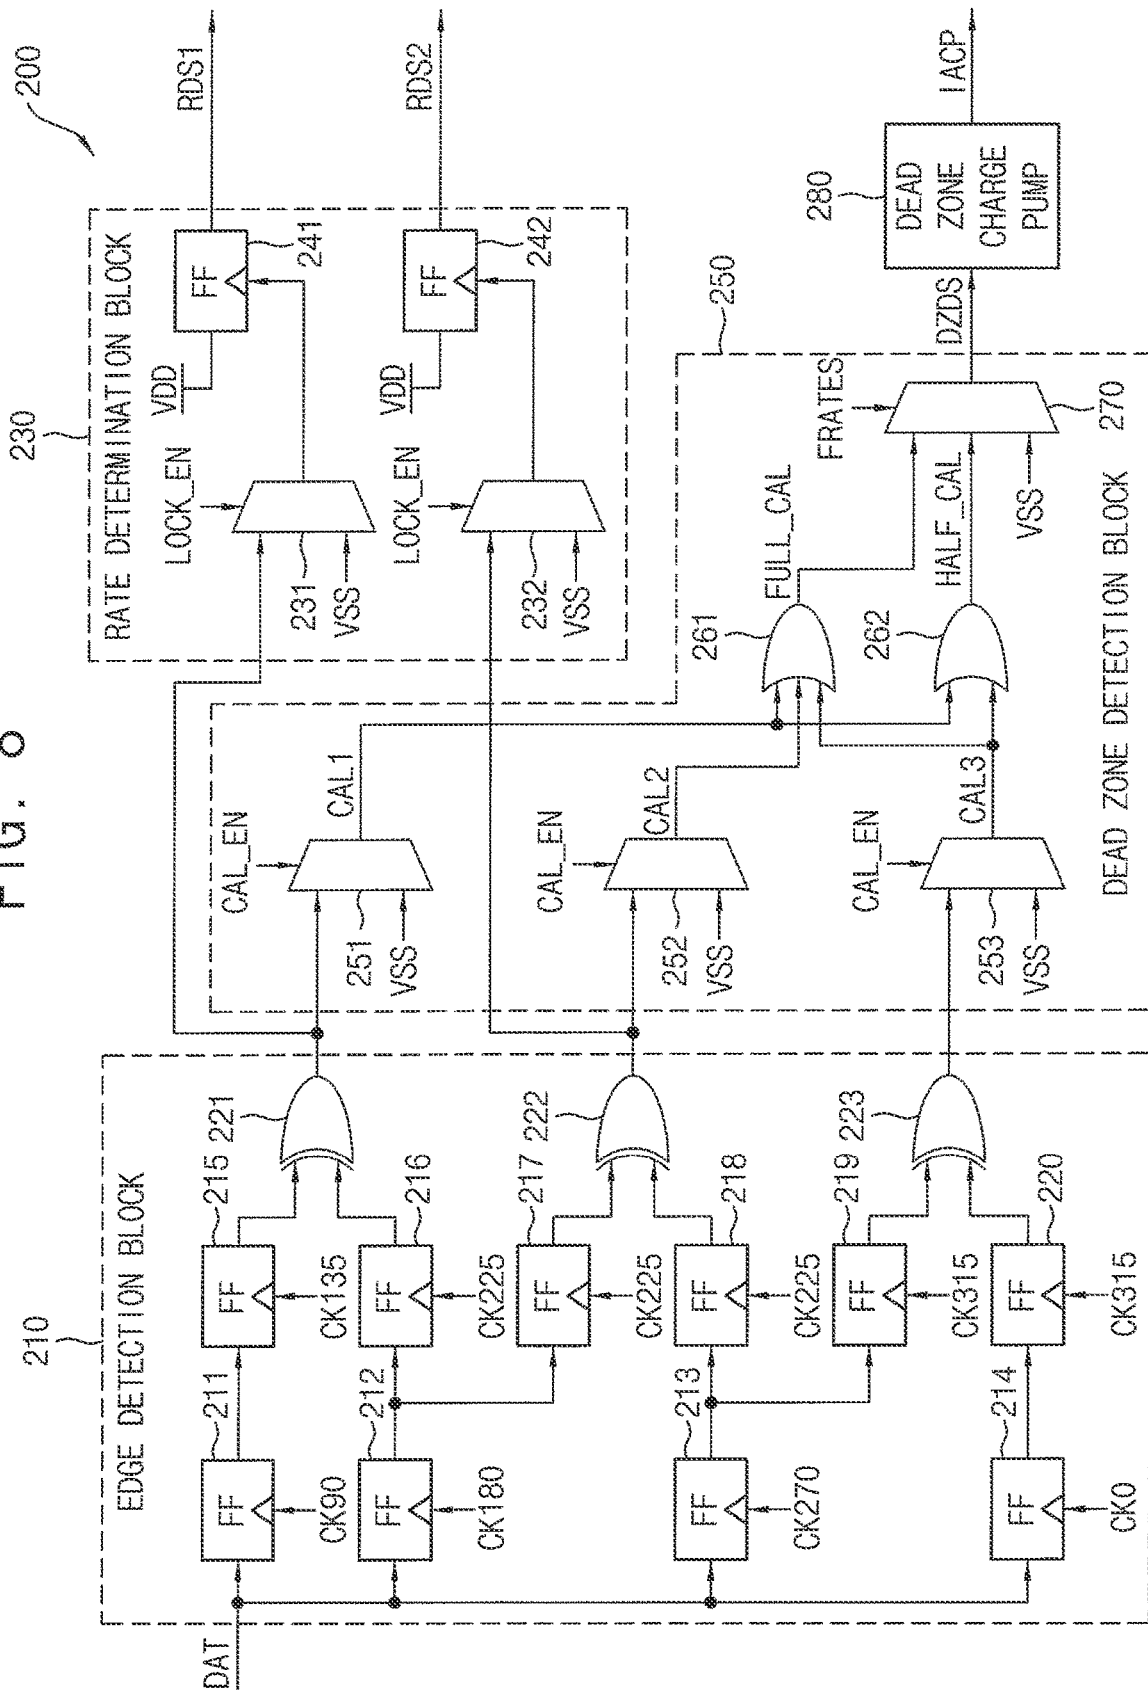 FIG. 8
200
210
EDGE DETECTION BLOCK
DAT
211
FF
CK90
215
FF
CK135
212
FF
CK180
216
FF
CK225
217
FF
CK225
213
FF
CK270
218
FF
CK225
219
FF
CK315
214
FF
CK0
220
FF
CK315
221
222
223
230
RATE DETERMINATION BLOCK
LOCK_EN
231
VSS
VDD
FF
241
RDS1
LOCK_EN
232
VSS
VDD
FF
242
RDS2
250
CAL_EN
251
VSS
CAL1
CAL_EN
252
VSS
CAL2
CAL_EN
253
VSS
CAL3
261
FULL_CAL
262
HALF_CAL
FRATES
VSS
270
DZDS
DEAD ZONE DETECTION BLOCK
280
DEAD
ZONE
CHARGE
PUMP
IACP